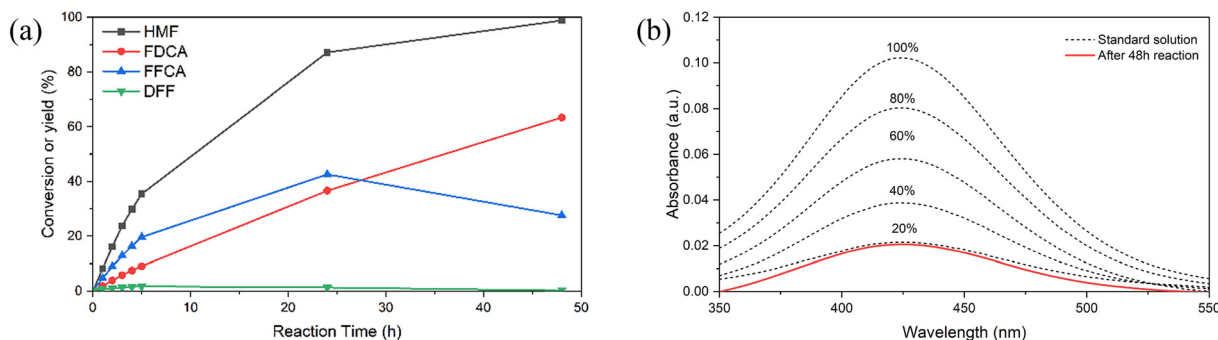 (a)
Conversion or yield (%)
100
80
60
40
20
0
HMF
FDCA
FFCA
DFF
0 10 20 30 40 50
Reaction Time (h)
(b)
Absorbance (a.u.)
0.12
0.10
0.08
0.06
0.04
0.02
0.00
100%
80%
60%
40%
20%
Standard solution
After 48h reaction
350 400 450 500 550
Wavelength (nm)